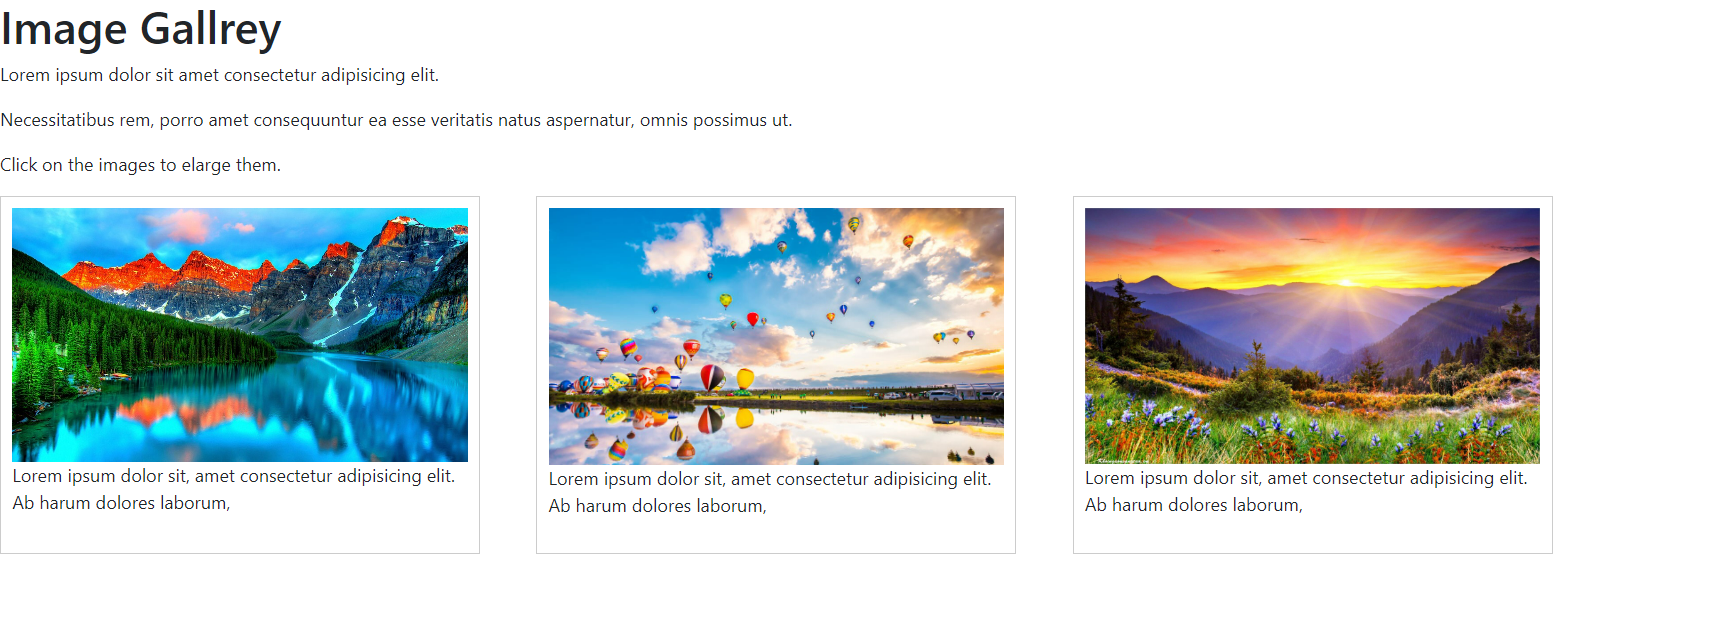 Image Gallrey
Lorem ipsum dolor sit amet consectetur adipisicing elit.
Necessitatibus rem, porro amet consequuntur ea esse veritatis natus aspernatur, omnis possimus ut.
Click on the images to elarge them.
Lorem ipsum dolor sit, amet consectetur adipisicing elit.
Ab harum dolores laborum,
Lorem ipsum dolor sit, amet consectetur adipisicing elit.
Ab harum dolores laborum,
Lorem ipsum dolor sit, amet consectetur adipisicing elit.
Ab harum dolores laborum,